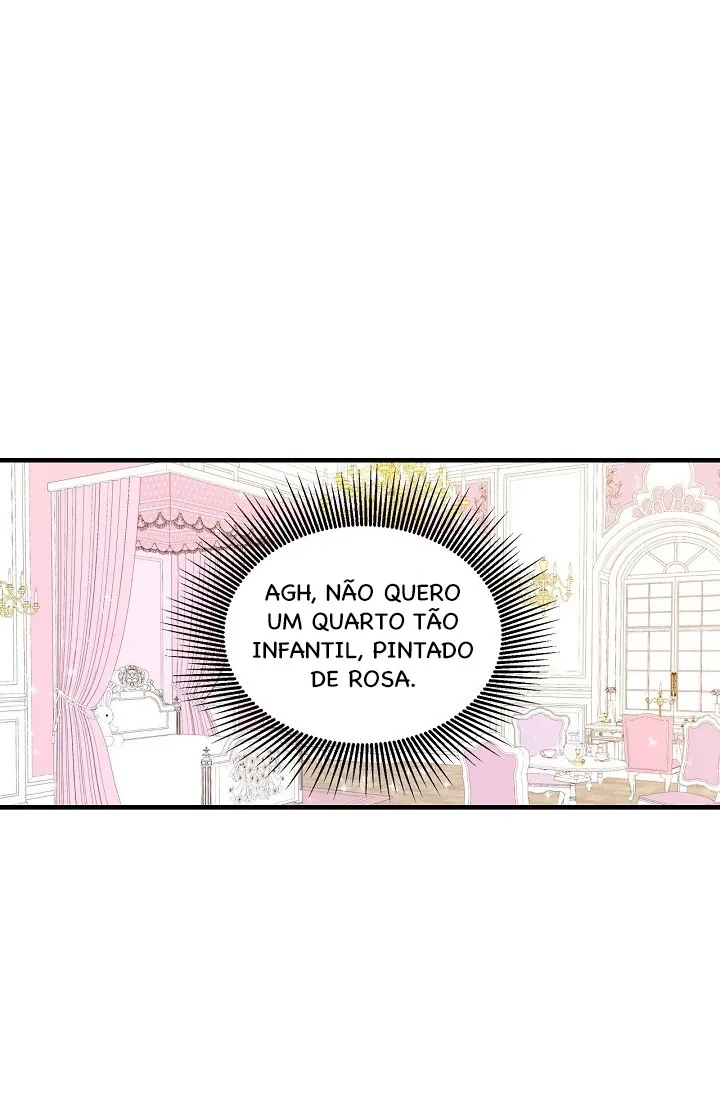 AGH, NÃO QUERO
UM QUARTO TÃO
INFANTIL, PINTADO
DE ROSA.